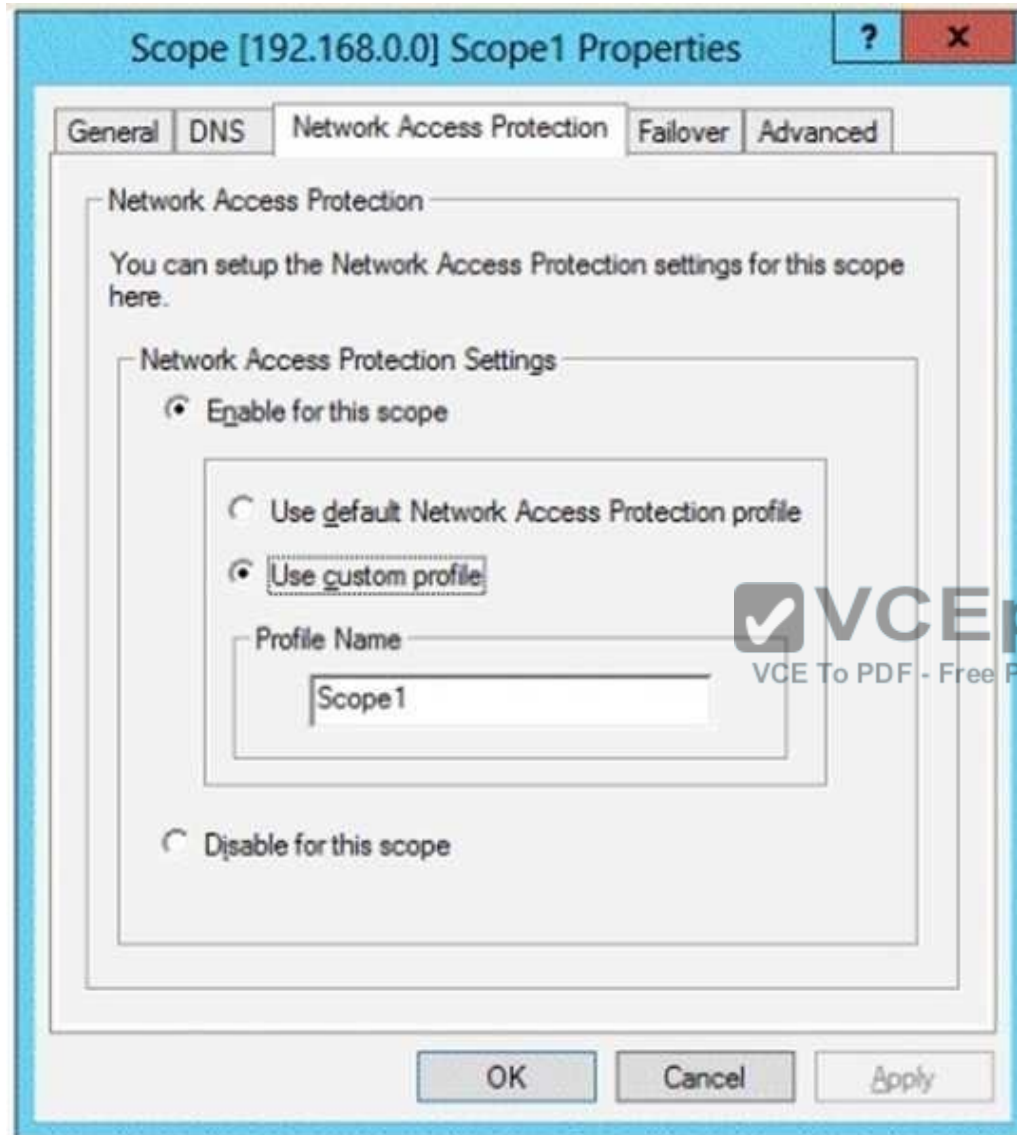 Scope [192.168.0.0] Scope1 Properties
?
x
General
DNS
Network Access Protection
Failover
Advanced
Network Access Protection
You can setup the Network Access Protection settings for this scope
here.
Network Access Protection Settings
Enable for this scope
Use default Network Access Protection profile
Use custom profile
Profile Name
Scope1
Disable for this scope
VCEp
VCE To PDF - Free P
OK
Cancel
Apply